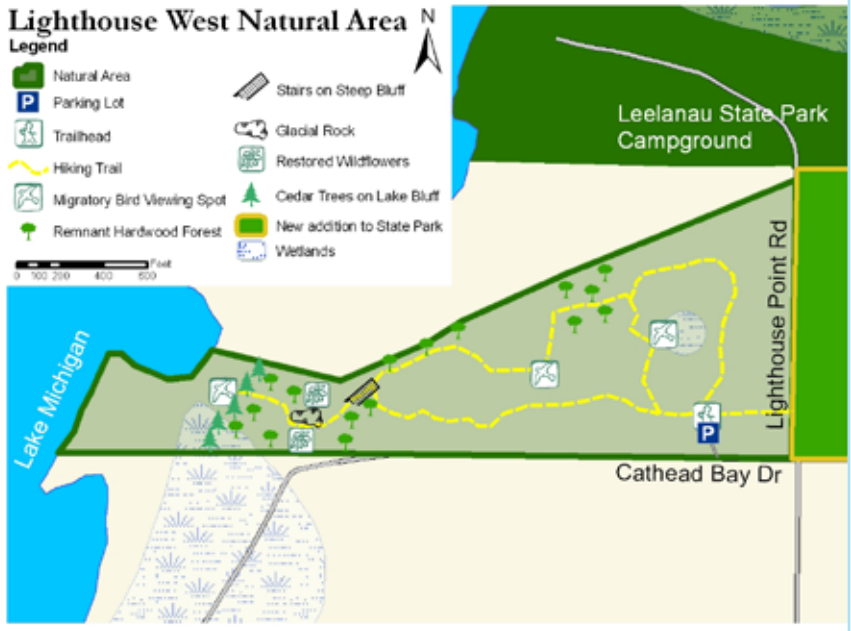 Lighthouse West Natural Area
N
Legend
Natural Area
P
Parking Lot
Trailhead
Hiking Trail
Migratory Bird Viewing Spot
Remnant Hardwood Forest
Stairs on Steep Bluff
Glacial Rock
Restored Wildflowers
Cedar Trees on Lake Bluff
New addition to State Park
Wetlands
Feet
0 100 200 400 600
Leelanau State Park
Campground
Lighthouse Point Rd
Lake Michigan
P
Cathead Bay Dr